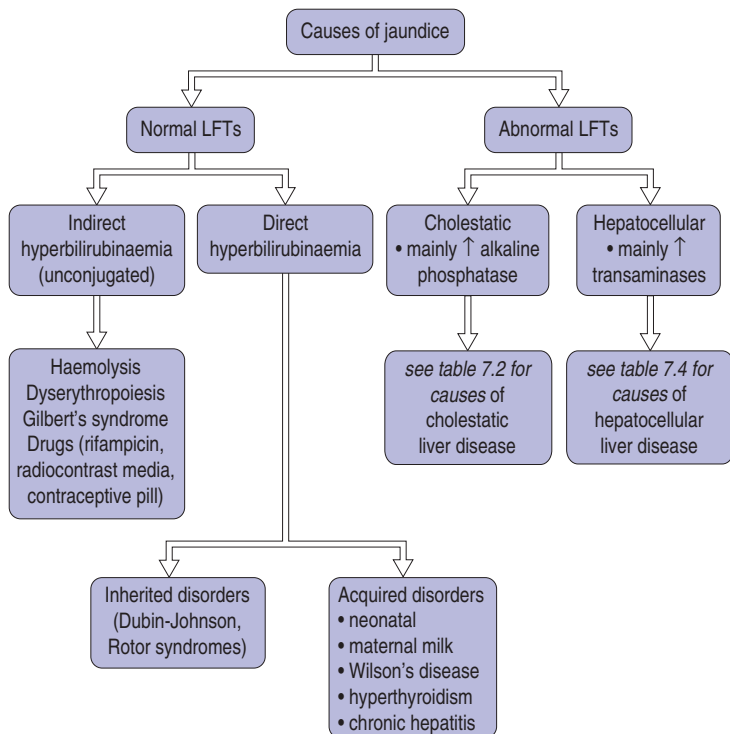 Causes of jaundice
Normal LFTs
Abnormal LFTs
Indirect
hyperbilirubinaemia
(unconjugated)
Direct
hyperbilirubinaemia
Cholestatic
• mainly ↑ alkaline
phosphatase
Hepatocellular
• mainly ↑
transaminases
Haemolysis
Dyserythropoiesis
Gilbert's syndrome
Drugs (rifampicin,
radiocontrast media,
contraceptive pill)
see table 7.2 for
causes of
cholestatic
liver disease
see table 7.4 for
causes of
hepatocellular
liver disease
Inherited disorders
(Dubin-Johnson,
Rotor syndromes)
Acquired disorders
• neonatal
• maternal milk
• Wilson's disease
• hyperthyroidism
• chronic hepatitis